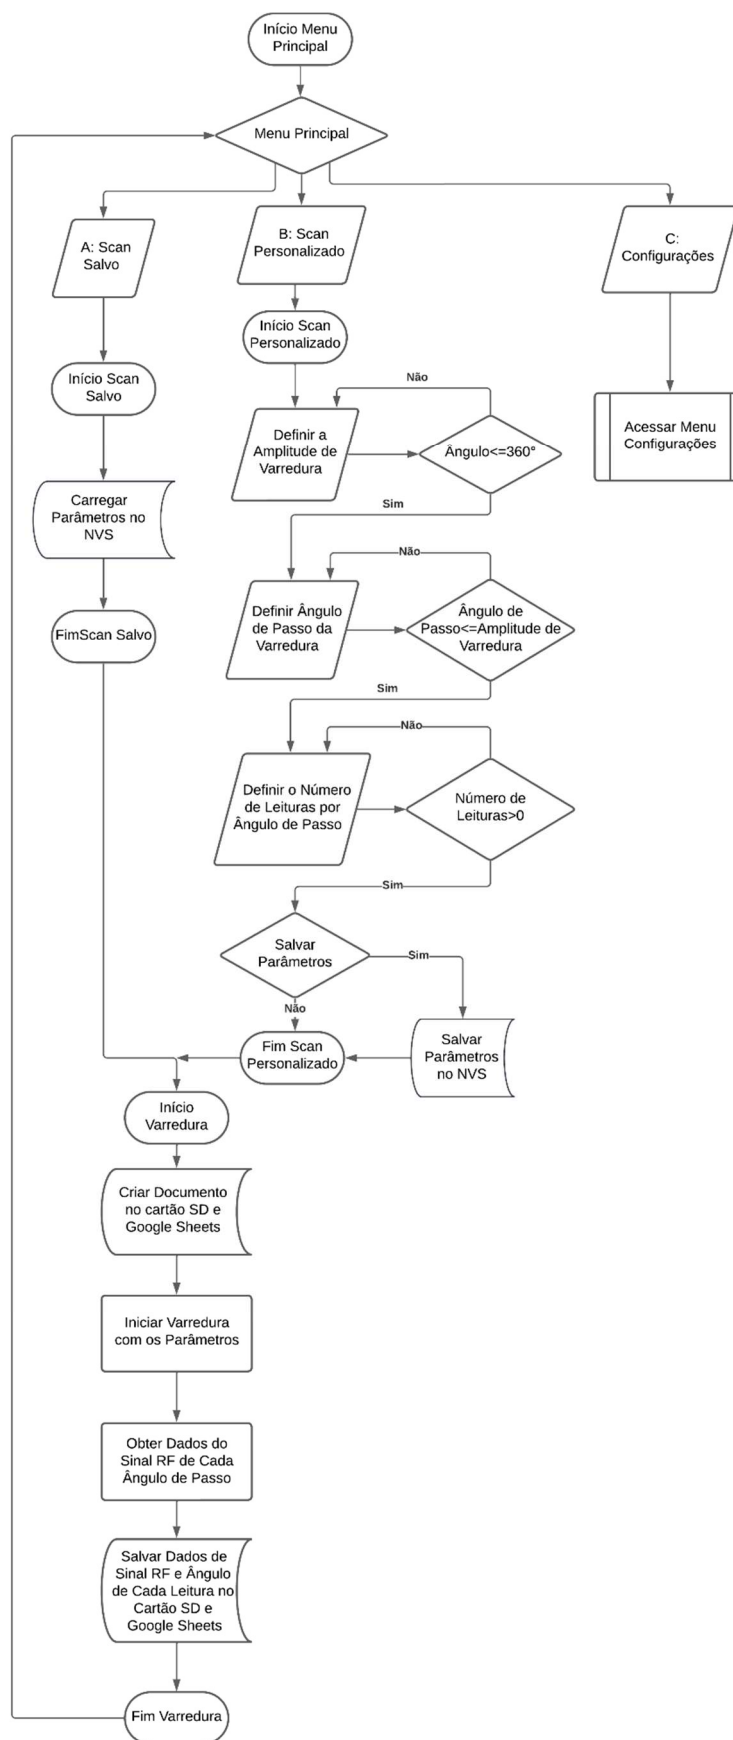 Início Menu
Principal
Menu Principal
A: Scan
Salvo
B: Scan
Personalizado
C:
Configurações
Início Scan
Salvo
Início Scan
Personalizado
Não
Definir a
Amplitude de
Varredura
Ângulo<=360°
Acessar Menu
Configurações
Sim
Carregar
Parâmetros no
NVS
Não
Definir Ângulo
de Passo da
Varredura
Ângulo de
Passo<=Amplitude de
Varredura
FimScan Salvo
Sim
Não
Definir o Número
de Leituras por
Ângulo de Passo
Número de
Leituras>0
Sim
Salvar
Parâmetros
Sim
Não
Fim Scan
Personalizado
Salvar
Parâmetros
no NVS
Início
Varredura
Criar Documento
no cartão SD e
Google Sheets
Iniciar Varredura
com os Parâmetros
Obter Dados do
Sinal RF de Cada
Ângulo de Passo
Salvar Dados de
Sinal RF e Ângulo
de Cada Leitura no
Cartão SD e
Google Sheets
Fim Varredura